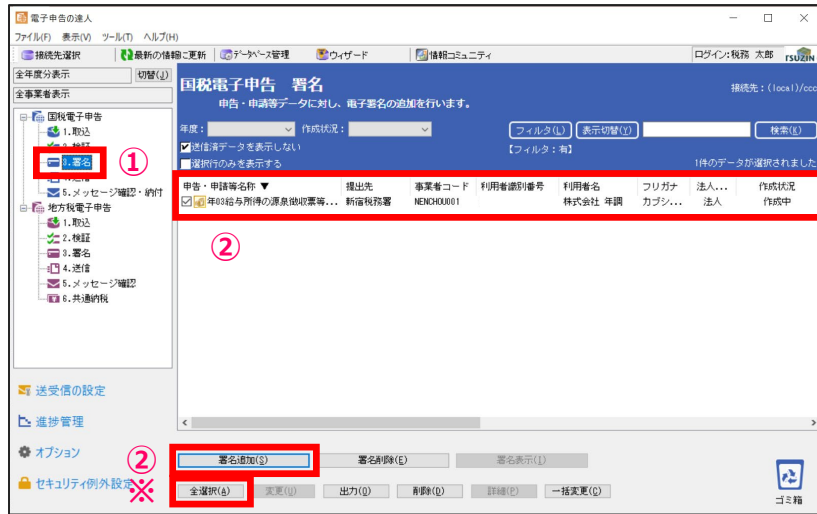 電子申告の達人
ファイル(F) 表示(V) ツール(T) ヘルプ(H)
接続先選択 最新の情報に更新 データベース管理 ウィザード 情報コミュニティ ログイン:税務 太郎 TSUZIN
全年度分表示 切替(J)
全事業者表示
国税電子申告
1.取込
3.署名
5.メッセージ確認・納付
地方税電子申告
1.取込
2.検証
3.署名
4.送信
5.メッセージ確認
6.共通納税
①
送受信の設定
進捗管理
オプション
セキュリティ例外設定
国税電子申告 署名
接続先:(local)/ccc
申告・申請等データに対し、電子署名の追加を行います。
年度: 作成状況: フィルタ(L) 表示切替(Y) 検索(K)
送信済データを表示しない 【フィルタ:有】
選択行のみを表示する 1件のデータが選択されました
申告・申請等名称 ▼ 提出先 事業者コード 利用者識別番号 利用者名 フリガナ 法人... 作成状況
年03給与所得の源泉徴収票等... 新宿税務署 NENCHOU001 株式会社 年調 カブシ... 法人 作成中
②
②
※
署名追加(S) 署名削除(E) 署名表示(I)
全選択(A) 変更(U) 出力(O) 削除(D) 詳細(P) 一括変更(C)
ゴミ箱